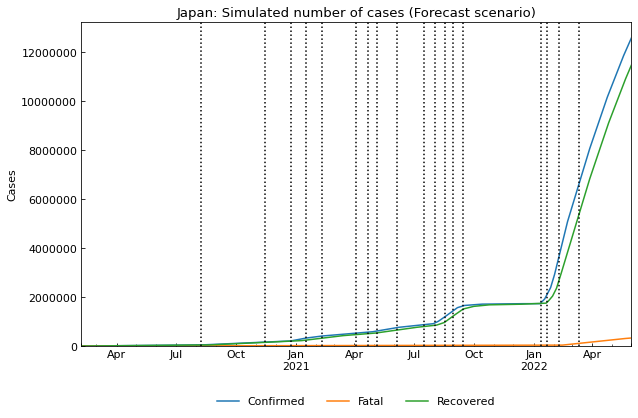 Japan: Simulated number of cases (Forecast scenario)
12000000
10000000
8000000
6000000
4000000
2000000
0
Cases
Apr Jul Oct Jan Apr Jul Oct Jan Apr
2021 2022
Confirmed Fatal Recovered